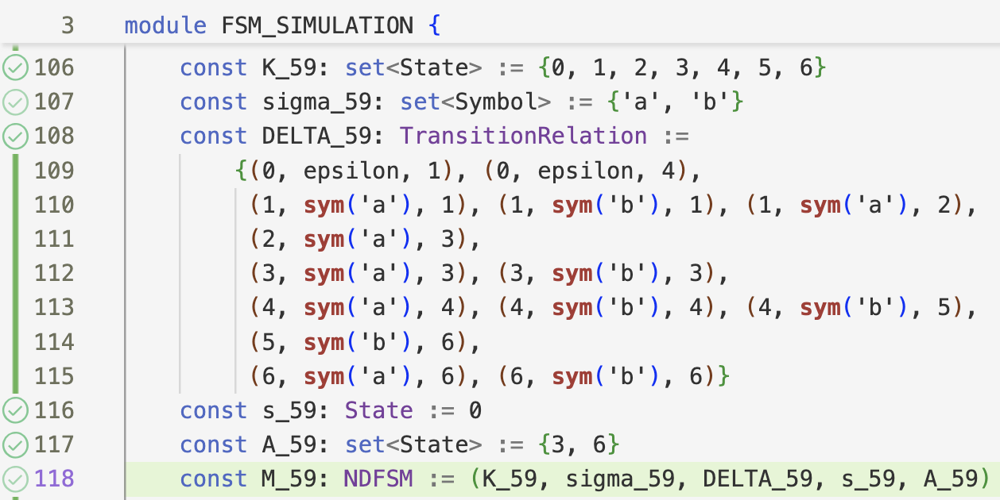 3 module FSM_SIMULATION {
106 const K_59: set<State> := {0, 1, 2, 3, 4, 5, 6}
107 const sigma_59: set<Symbol> := {'a', 'b'}
108 const DELTA_59: TransitionRelation :=
109 {(0, epsilon, 1), (0, epsilon, 4),
110 (1, sym('a'), 1), (1, sym('b'), 1), (1, sym('a'), 2),
111 (2, sym('a'), 3),
112 (3, sym('a'), 3), (3, sym('b'), 3),
113 (4, sym('a'), 4), (4, sym('b'), 4), (4, sym('b'), 5),
114 (5, sym('b'), 6),
115 (6, sym('a'), 6), (6, sym('b'), 6)}
116 const s_59: State := 0
117 const A_59: set<State> := {3, 6}
118 const M_59: NDFSM := (K_59, sigma_59, DELTA_59, s_59, A_59)